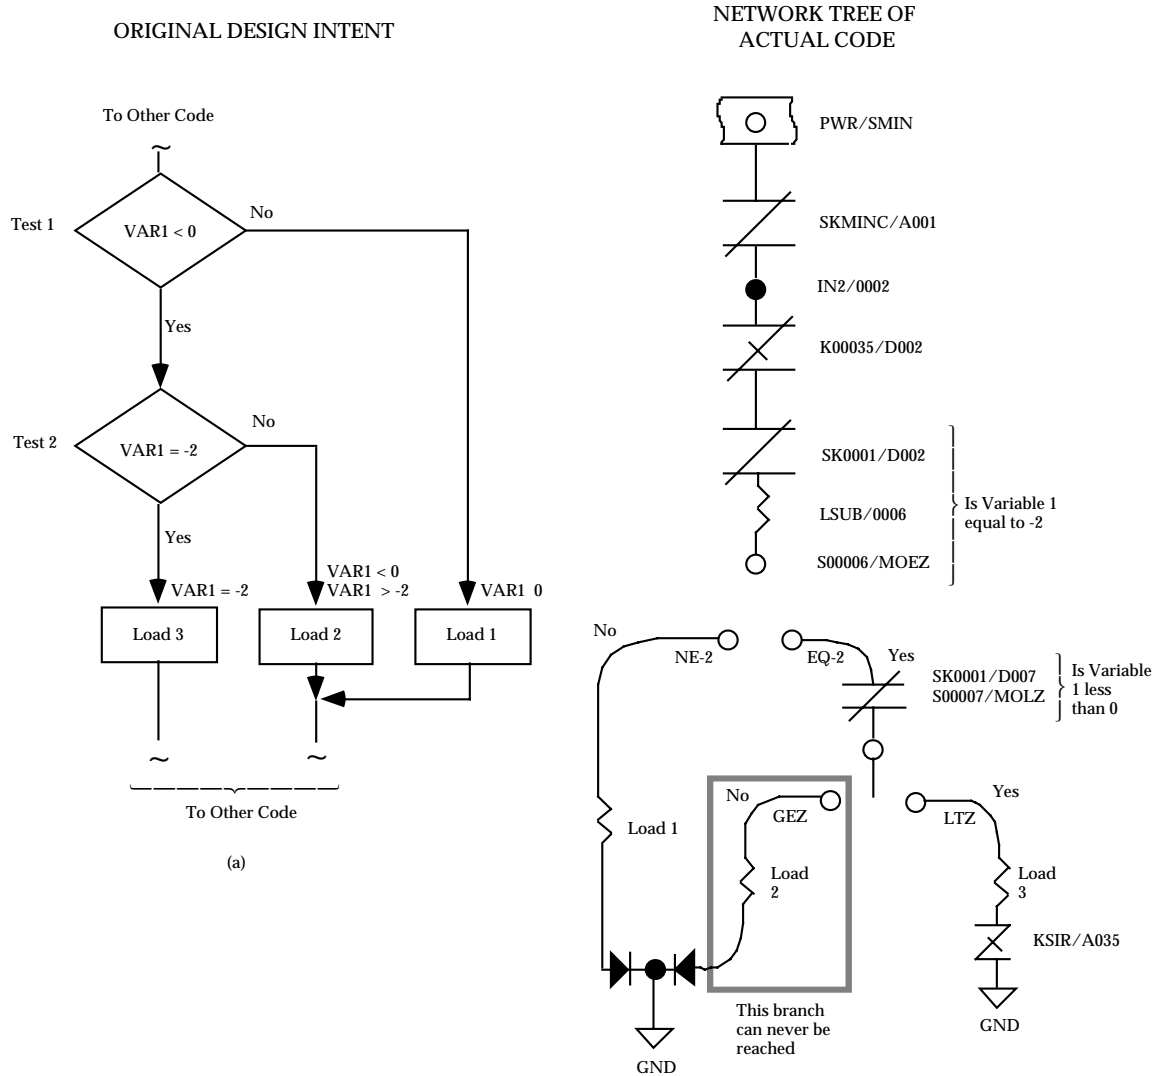 ORIGINAL DESIGN INTENT
To Other Code
~
Test 1
VAR1 < 0
No
Yes
Test 2
VAR1 = -2
No
Yes
VAR1 = -2
VAR1 < 0
VAR1 > -2
VAR1 0
Load 3
Load 2
Load 1
~
~
To Other Code
(a)
NETWORK TREE OF
ACTUAL CODE
PWR/SMIN
SKMINC/A001
IN2/0002
K00035/D002
SK0001/D002
LSUB/0006
S00006/MOEZ
Is Variable 1
equal to -2
No
NE-2
EQ-2
Yes
SK0001/D007
S00007/MOLZ
Is Variable
1 less
than 0
No
GEZ
Yes
LTZ
Load 1
Load
2
Load
3
KSIR/A035
GND
This branch
can never be
reached
GND